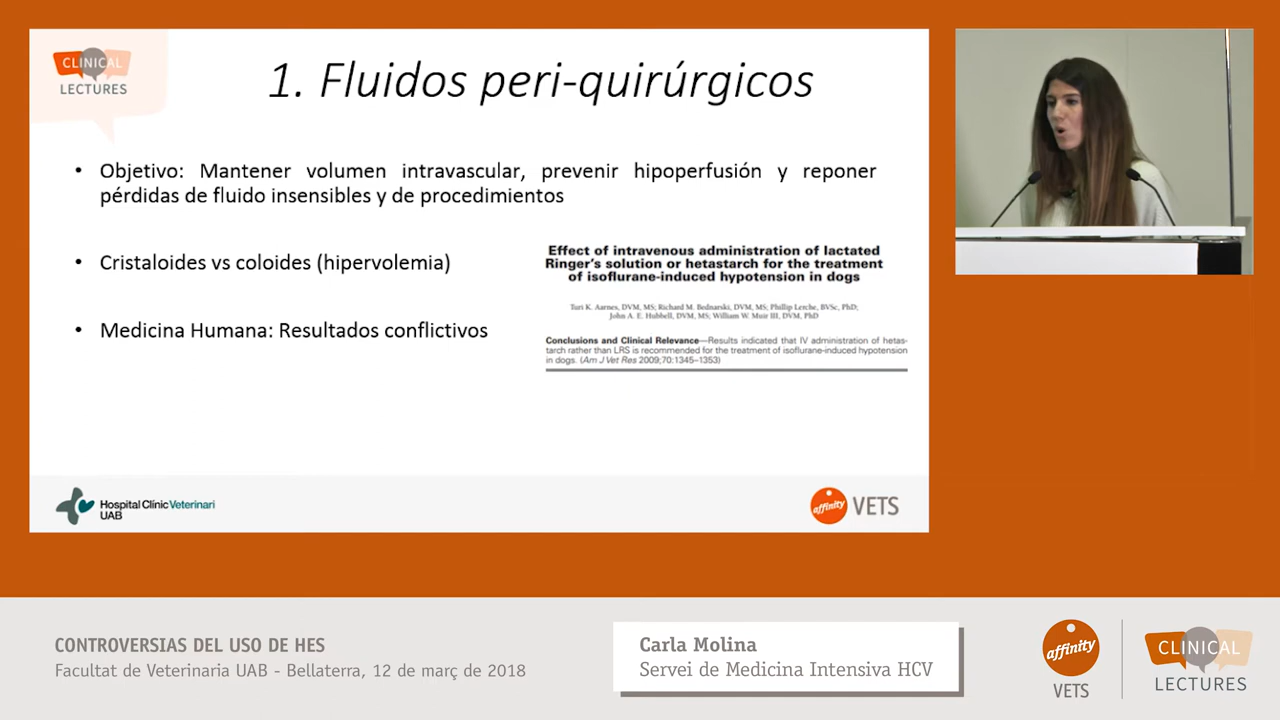 CLINICAL
LECTURES
1. Fluidos peri-quirúrgicos
• Objetivo: Mantener volumen intravascular, prevenir hipoperfusión y reponer
pérdidas de fluido insensibles y de procedimientos
• Cristaloides vs coloides (hipervolemia)
• Medicina Humana: Resultados conflictivos
Effect of intravenous administration of lactated
Ringer's solution or hetastarch for the treatment
of isoflurane-induced hypotension in dogs
Turi K. Aarnes, DVM, MS; Richard M. Bednarski, DVM, MS; Phillip Lerche, BVSc, PhD;
John A. E. Hubbell, DVM, MS; William W. Muir III, DVM, PhD
Conclusions and Clinical Relevance—Results indicated that IV administration of hetas-
tarch rather than LRS is recommended for the treatment of isoflurane-induced hypotension
in dogs. (Am J Vet Res 2009;70:1345–1353)
Hospital Clínic Veterinari
UAB
affinity VETS
CONTROVERSIAS DEL USO DE HES
Facultat de Veterinaria UAB - Bellaterra, 12 de març de 2018
Carla Molina
Servei de Medicina Intensiva HCV
affinity
VETS
CLINICAL
LECTURES